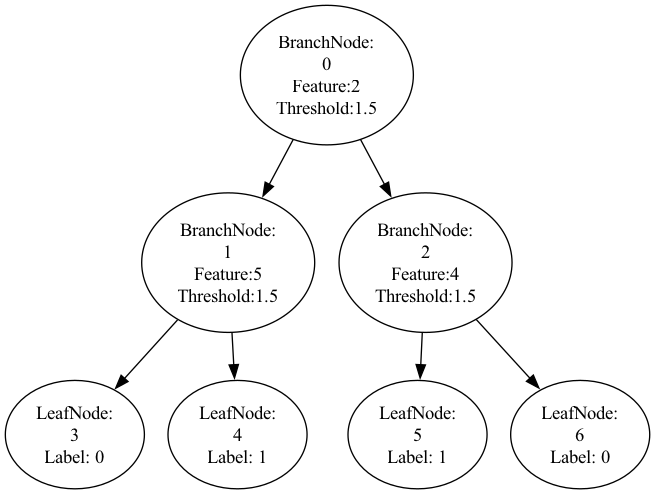 BranchNode:
0
Feature:2
Threshold:1.5
BranchNode:
1
Feature:5
Threshold:1.5
BranchNode:
2
Feature:4
Threshold:1.5
LeafNode:
3
Label: 0
LeafNode:
4
Label: 1
LeafNode:
5
Label: 1
LeafNode:
6
Label: 0